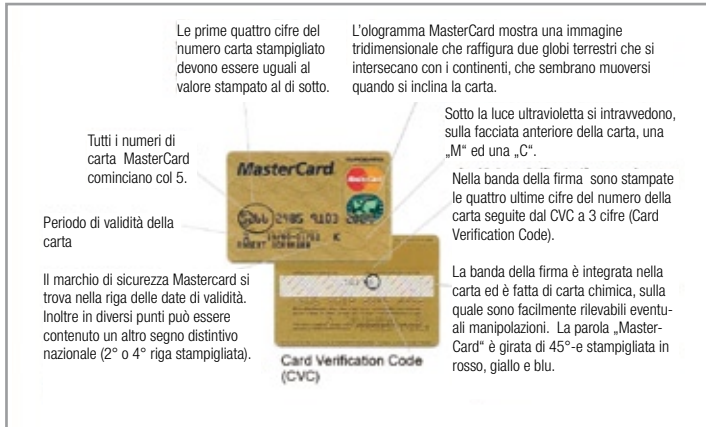 Le prime quattro cifre del
numero carta stampigliato
devono essere uguali al
valore stampato al di sotto.
L'ologramma MasterCard mostra una immagine
tridimensionale che raffigura due globi terrestri che si
intersecano con i continenti, che sembrano muoversi
quando si inclina la carta.
Sotto la luce ultravioletta si intravvedono,
sulla facciata anteriore della carta, una
„M" ed una „C".
Tutti i numeri di
carta MasterCard
cominciano col 5.
Nella banda della firma sono stampate
le quattro ultime cifre del numero della
carta seguite dal CVC a 3 cifre (Card
Verification Code).
Periodo di validità della
carta
Il marchio di sicurezza Mastercard si
trova nella riga delle date di validità.
Inoltre in diversi punti può essere
contenuto un altro segno distintivo
nazionale (2° o 4° riga stampigliata).
La banda della firma è integrata nella
carta ed è fatta di carta chimica, sulla
quale sono facilmente rilevabili eventu-
ali manipolazioni. La parola „Master-
Card" è girata di 45°-e stampigliata in
rosso, giallo e blu.
MasterCard
MasterCard
5266 2985 9103
Card Verification Code
(CVC)